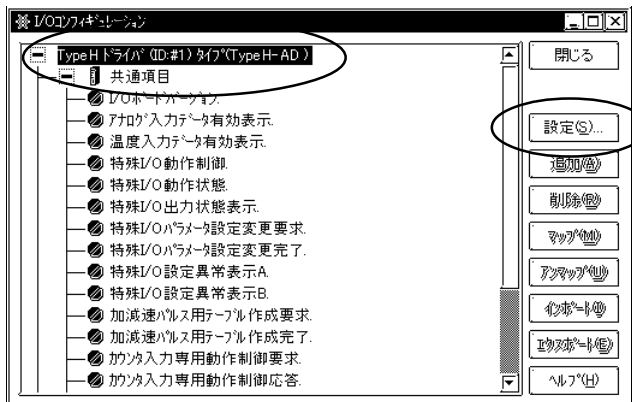 I/Oコンフィギュレーション
TypeHドライバ(ID:#1) タイプ(TypeH-AD)
共通項目
I/Oボードバージョン.
アナログ入力データ有効表示.
温度入力データ有効表示.
特殊I/O動作制御.
特殊I/O動作状態.
特殊I/O出力状態表示.
特殊I/Oパラメータ設定変更要求.
特殊I/Oパラメータ設定変更完了.
特殊I/O設定異常表示A.
特殊I/O設定異常表示B.
加減速パルス用テーブル作成要求.
加減速パルス用テーブル作成完了.
カウンタ入力専用動作制御要求.
カウンタ入力専用動作制御応答.
閉じる
設定(S)...
追加(A)
削除(R)
マップ(M)
アンマップ(U)
インポート(I)
エクスポート(E)
ヘルプ(H)